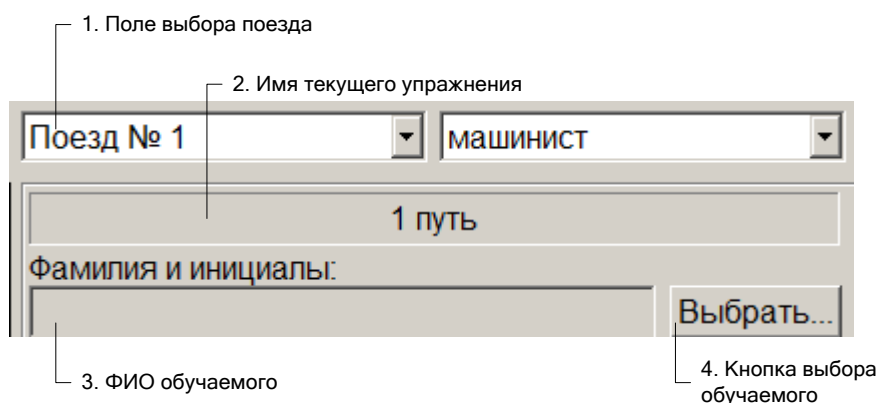 1. Поле выбора поезда
2. Имя текущего упражнения
Поезд № 1
машинист
1 путь
Фамилия и инициалы:
Выбрать...
3. ФИО обучаемого
4. Кнопка выбора
обучаемого